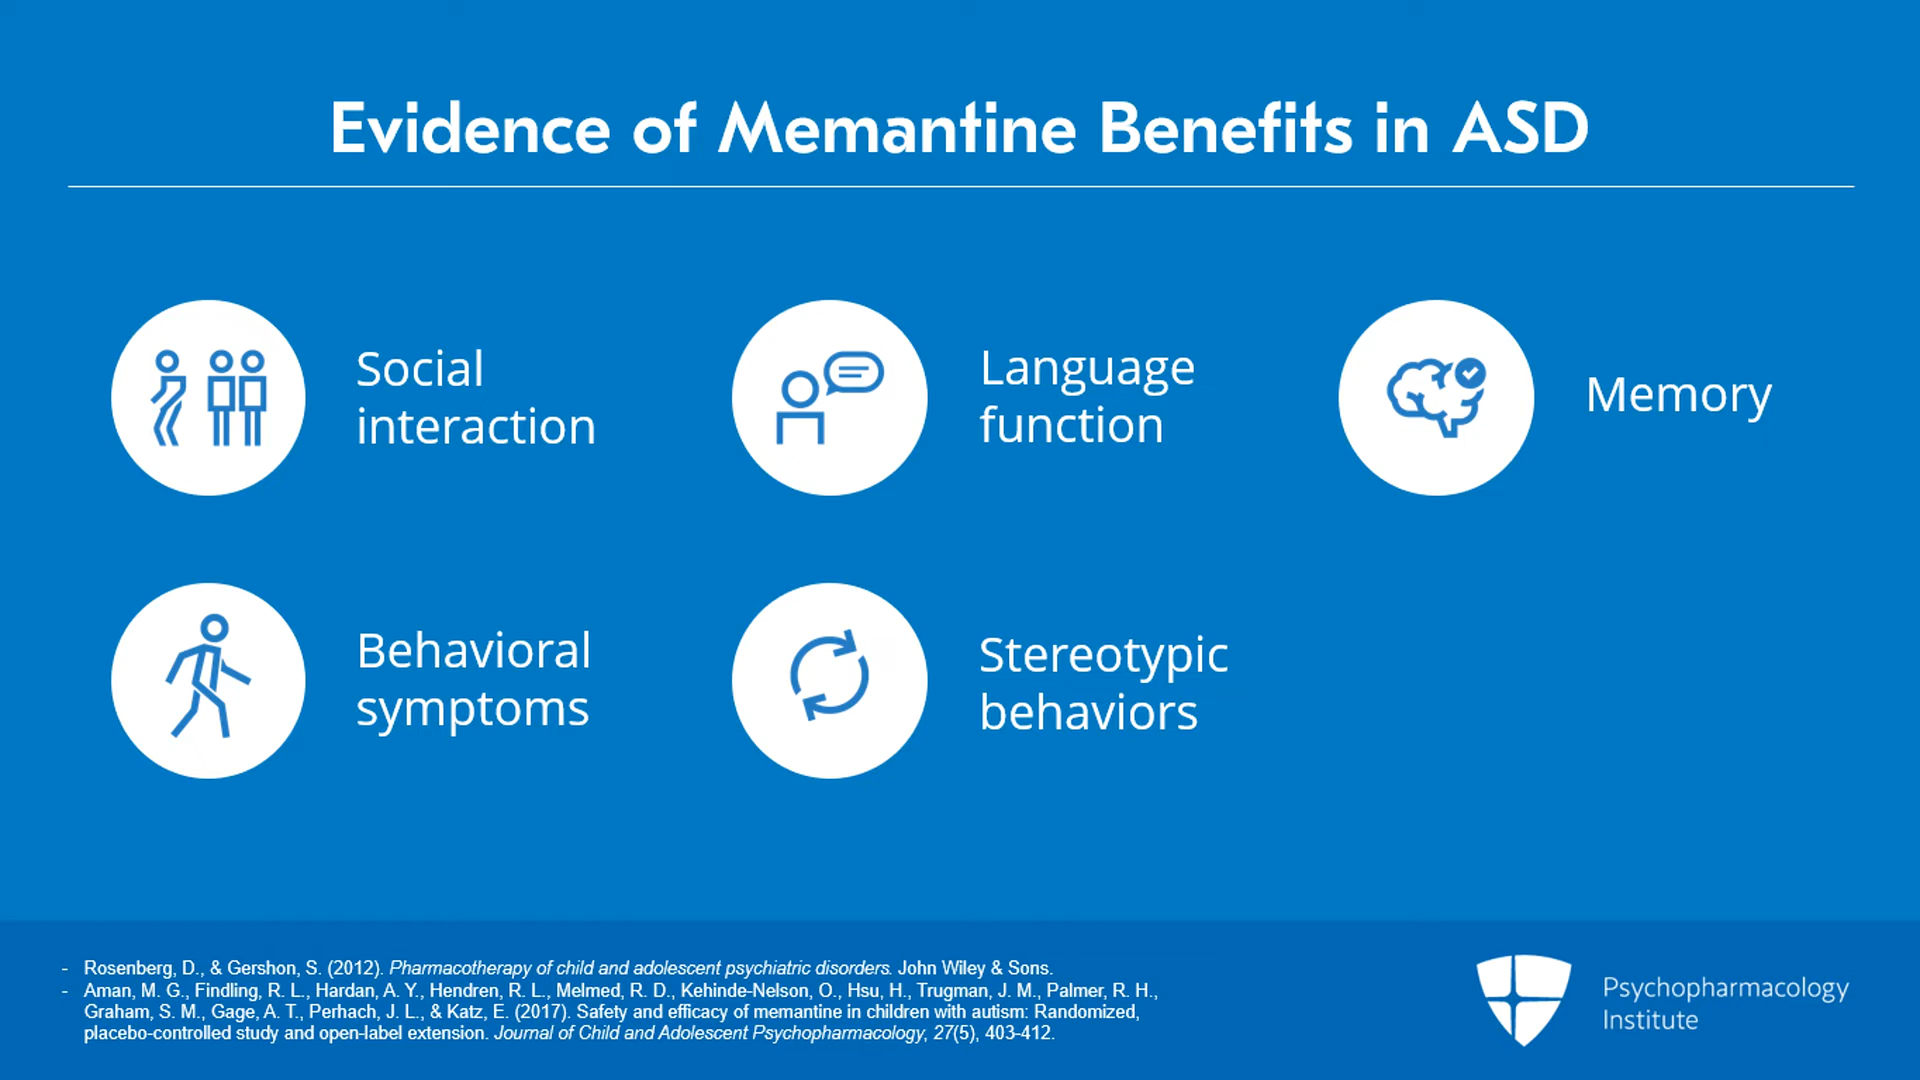 Evidence of Memantine Benefits in ASD
Social
interaction
Language
function
Memory
Behavioral
symptoms
Stereotypic
behaviors
- Rosenberg, D., & Gershon, S. (2012). Pharmacotherapy of child and adolescent psychiatric disorders. John Wiley & Sons.
- Aman, M. G., Findling, R. L., Hardan, A. Y., Hendren, R. L., Melmed, R. D., Kehinde-Nelson, O., Hsu, H., Trugman, J. M., Palmer, R. H.,
Graham, S. M., Gage, A. T., Perhach, J. L., & Katz, E. (2017). Safety and efficacy of memantine in children with autism: Randomized,
placebo-controlled study and open-label extension. Journal of Child and Adolescent Psychopharmacology, 27(5), 403-412.
Psychopharmacology
Institute